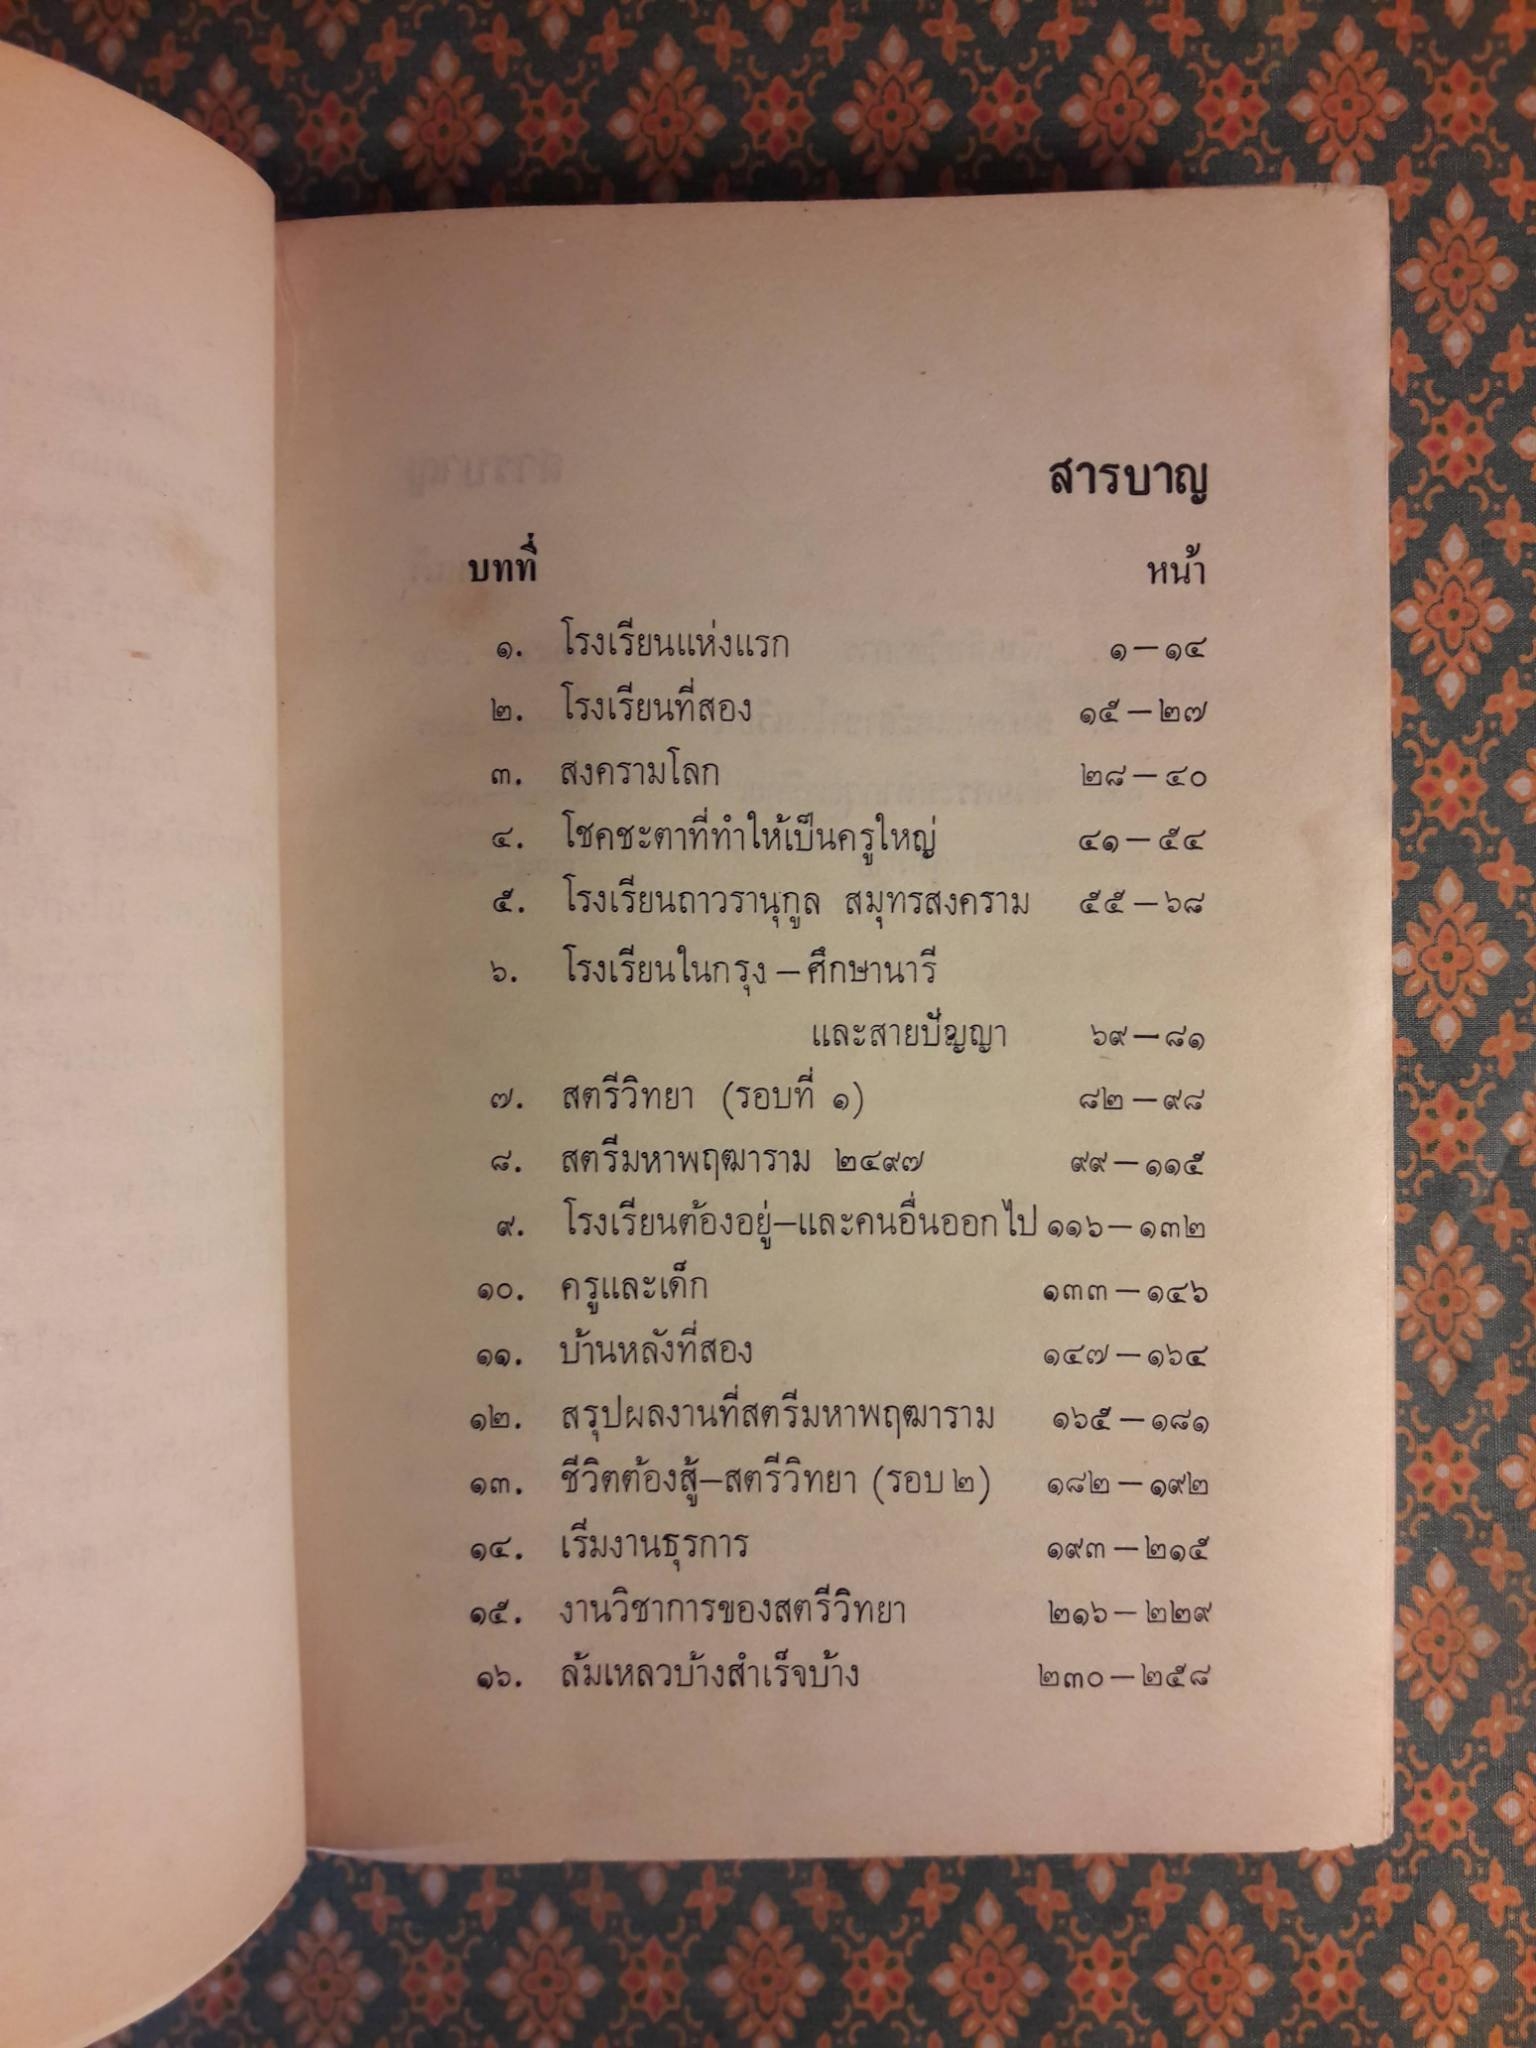 สารบาญ
บทที่ หน้า
๑. โรงเรียนแห่งแรก ๑–๑๔
๒. โรงเรียนที่สอง ๑๕–๒๗
๓. สงครามโลก ๒๘–๔๐
๔. โชคชะตาที่ทำให้เป็นครูใหญ่ ๔๑–๕๔
๕. โรงเรียนถาวรานุกูล สมุทรสงคราม ๕๕–๖๘
๖. โรงเรียนในกรุง – ศึกษานารี
และสายปัญญา ๖๙–๘๑
๗. สตรีวิทยา (รอบที่ ๑) ๘๒–๙๘
๘. สตรีมหาพฤฒาราม ๒๔๙๗ ๙๙–๑๑๕
๙. โรงเรียนต้องอยู่–และคนอื่นออกไป ๑๑๖–๑๓๒
๑๐. ครูและเด็ก ๑๓๓–๑๔๖
๑๑. บ้านหลังที่สอง ๑๔๗–๑๖๔
๑๒. สรุปผลงานที่สตรีมหาพฤฒาราม ๑๖๕–๑๘๑
๑๓. ชีวิตต้องสู้–สตรีวิทยา (รอบ ๒) ๑๘๒–๑๙๒
๑๔. เริ่มงานธุรการ ๑๙๓–๒๑๕
๑๕. งานวิชาการของสตรีวิทยา ๒๑๖–๒๒๙
๑๖. ล้มเหลวบ้างสำเร็จบ้าง ๒๓๐–๒๕๘